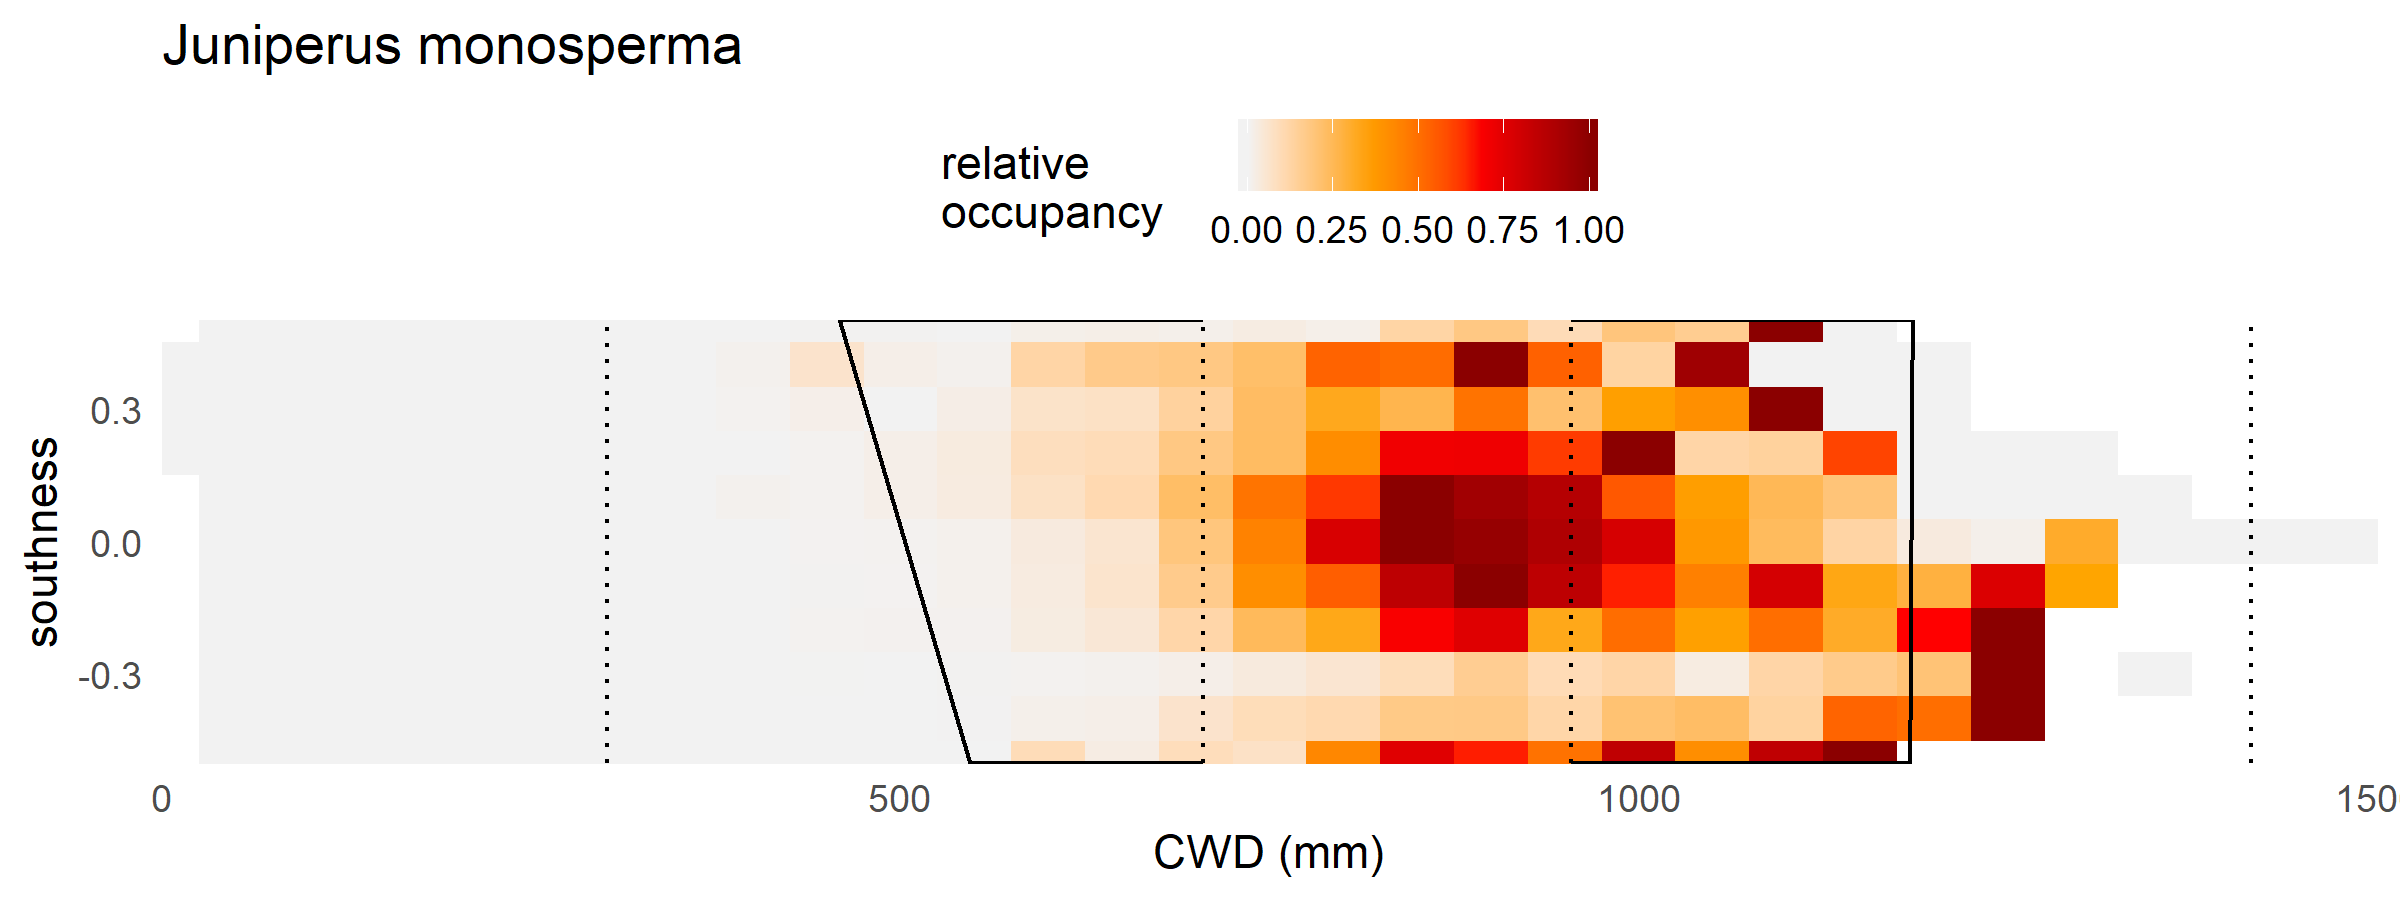 Juniperus monosperma
relative
occupancy
0.00 0.25 0.50 0.75 1.00
0.3
0.0
-0.3
southness
0 500 1000 150
CWD (mm)